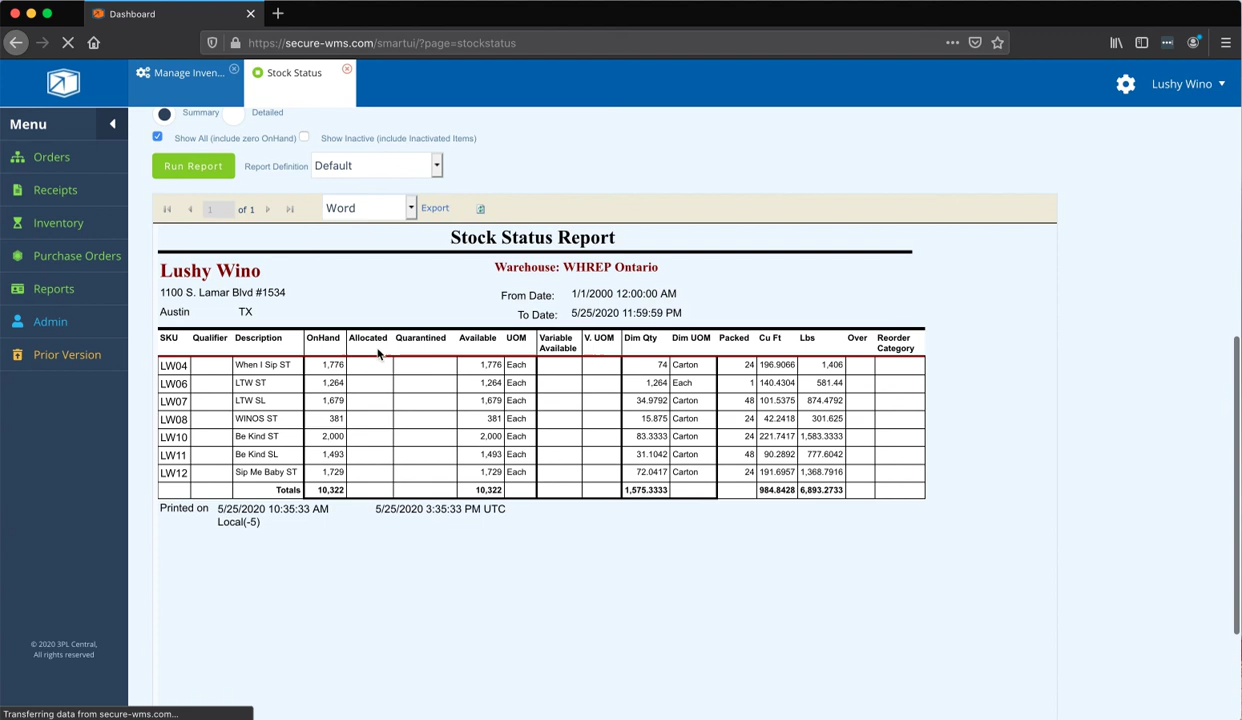 Dashboard
https://secure-wms.com/smartui/?page=stockstatus
Manage Inven...
Stock Status
Lushy Wino
Menu
Orders
Receipts
Inventory
Purchase Orders
Reports
Admin
Prior Version
© 2020 3PL Central,
All rights reserved
Summary Detailed
Show All (include zero OnHand) Show Inactive (include Inactivated Items)
Run Report Report Definition Default
1 of 1 Word Export
Stock Status Report
Lushy Wino Warehouse: WHREP Ontario
1100 S. Lamar Blvd #1534 From Date: 1/1/2000 12:00:00 AM
Austin TX To Date: 5/25/2020 11:59:59 PM
SKU Qualifier Description OnHand Allocated Quarantined Available UOM Variable Available V. UOM Dim Qty Dim UOM Packed Cu Ft Lbs Over Reorder Category
LW04 When I Sip ST 1,776 1,776 Each 74 Carton 24 196.9066 1,406
LW06 LTW ST 1,264 1,264 Each 1,264 Each 1 140.4304 581.44
LW07 LTW SL 1,679 1,679 Each 34.9792 Carton 48 101.5375 874.4792
LW08 WINOS ST 381 381 Each 15.875 Carton 24 42.2418 301.625
LW10 Be Kind ST 2,000 2,000 Each 83.3333 Carton 24 221.7417 1,583.3333
LW11 Be Kind SL 1,493 1,493 Each 31.1042 Carton 48 90.2892 777.6042
LW12 Sip Me Baby ST 1,729 1,729 Each 72.0417 Carton 24 191.6957 1,368.7916
Totals 10,322 10,322 1,575.3333 984.8428 6,893.2733
Printed on 5/25/2020 10:35:33 AM 5/25/2020 3:35:33 PM UTC
Local(-5)
Transferring data from secure-wms.com...